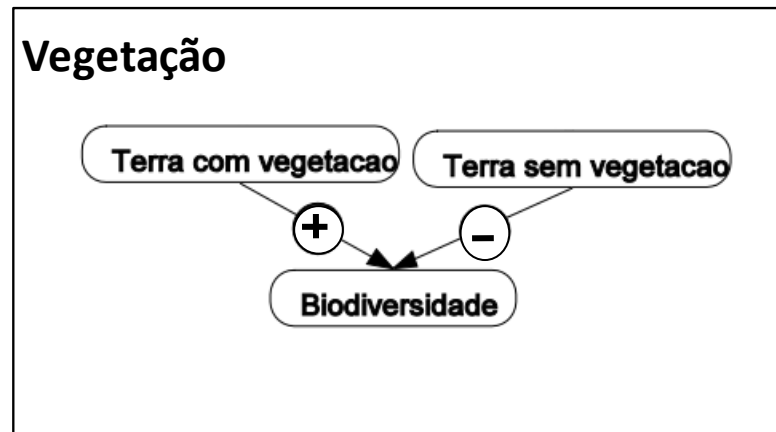 Vegetação
Terra com vegetacao
Terra sem vegetacao
+
-
Biodiversidade